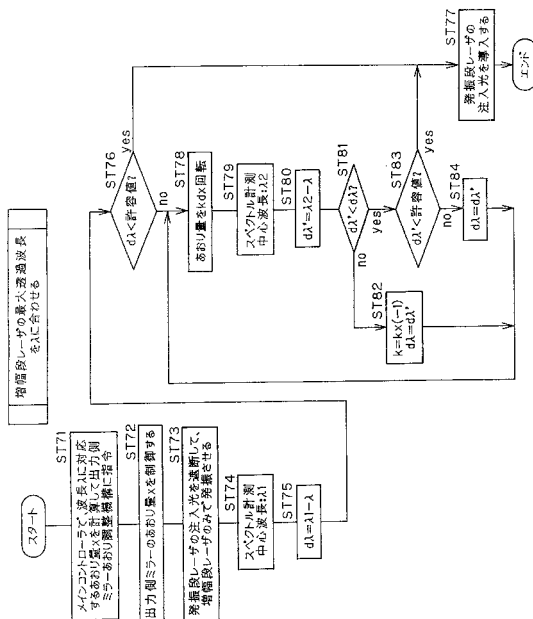 増幅段レーザの最大透過波長
をλに合わせる
スタート
ST71
メインコントローラで、波長λに対応
するあおり量xを計算して出力側
ミラーあおり調整機構に指令
ST72
出力側ミラーのあおり量xを制御する
ST73
発振段レーザの注入光を遮断して、
増幅段レーザのみで発振させる
ST74
スペクトル計測
中心波長:λ1
ST75
dλ=λ1-λ
ST76
dλ<許容値?
yes
no
ST78
あおり量をkdx回転
ST79
スペクトル計測
中心波長:λ2
ST80
dλ'=λ2-λ
ST81
dλ'<dλ?
no
yes
ST82
k=kx(-1)
dλ=dλ'
ST83
dλ'<許容値?
yes
no
ST84
dλ=dλ'
ST77
発振段レーザの
注入光を導入する
エンド